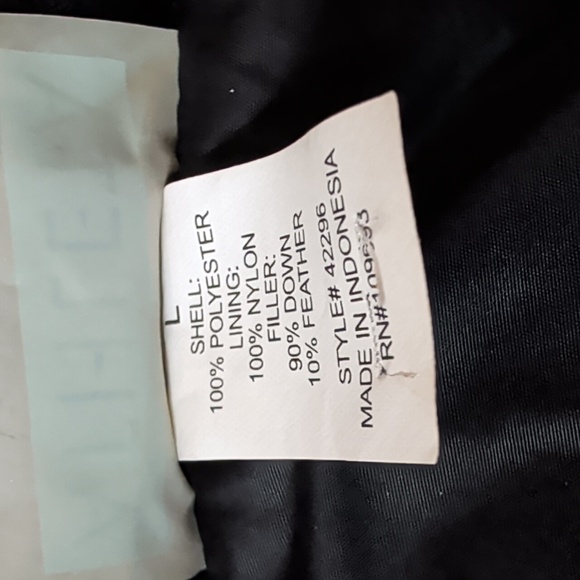 L
SHELL:
100% POLYESTER
LINING:
100% NYLON
FILLER:
90% DOWN
10% FEATHER
STYLE# 42296
MADE IN INDONESIA